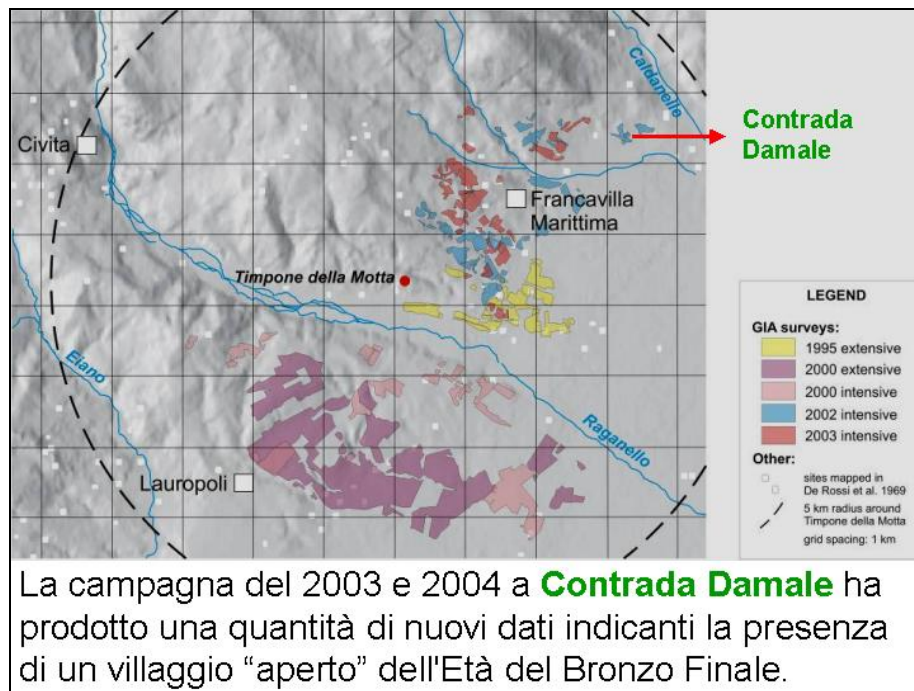 Caldanello
Contrada
Damale
Civita
Francavilla
Marittima
Timpone della Motta
Eiano
Raganello
Lauropoli
LEGEND
GIA surveys:
1995 extensive
2000 extensive
2000 intensive
2002 intensive
2003 intensive
Other:
sites mapped in
De Rossi et al. 1969
5 km radius around
Timpone della Motta
grid spacing: 1 km
La campagna del 2003 e 2004 a Contrada Damale ha
prodotto una quantità di nuovi dati indicanti la presenza
di un villaggio “aperto” dell'Età del Bronzo Finale.